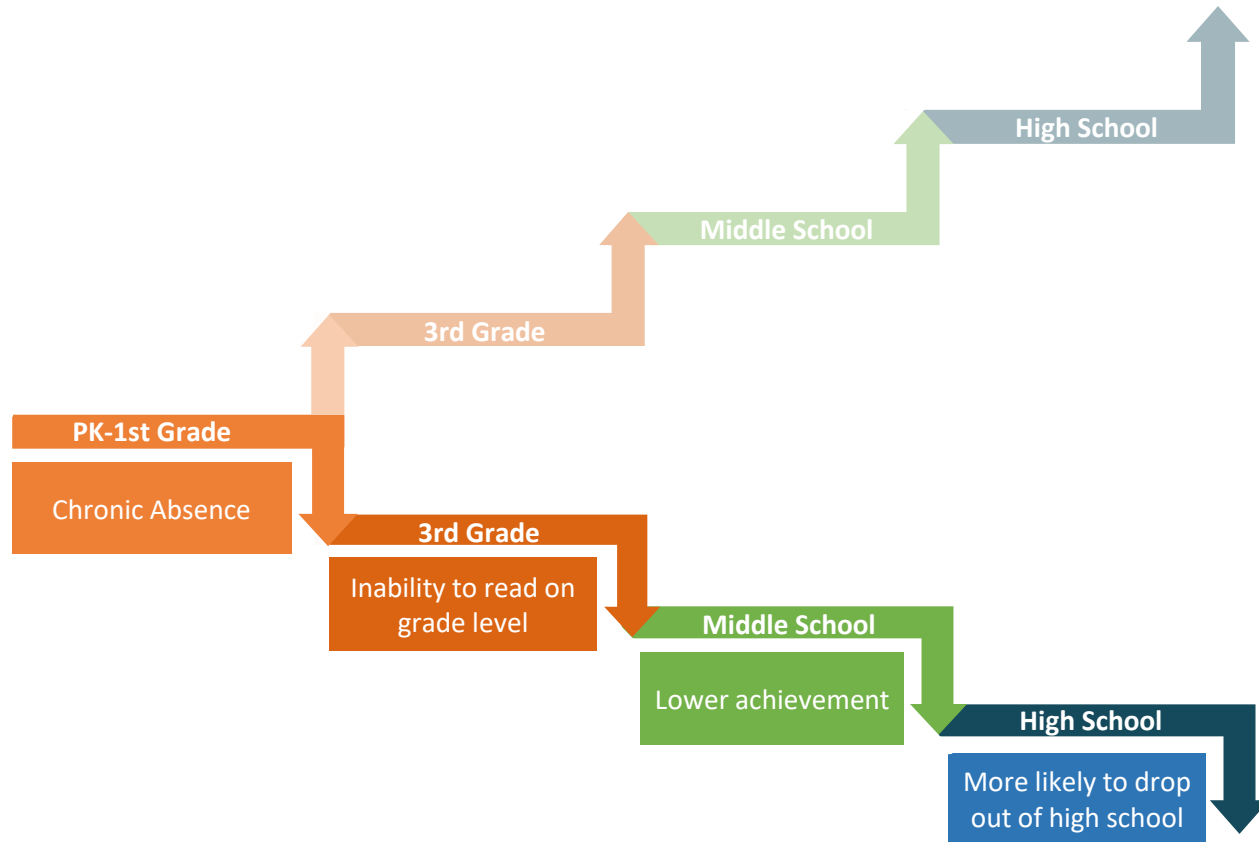 High School
Middle School
3rd Grade
PK-1st Grade
Chronic Absence
3rd Grade
Inability to read on
grade level
Middle School
Lower achievement
High School
More likely to drop
out of high school